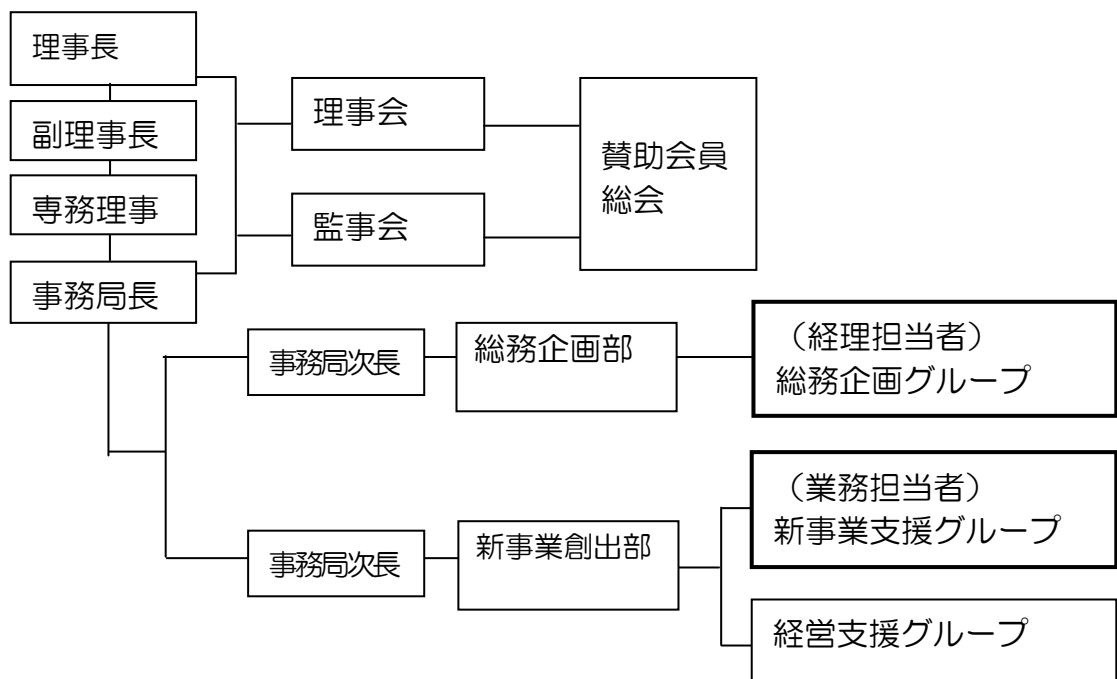 理事長
副理事長
専務理事
事務局長
理事会
監事会
賛助会員
総会
事務局次長
総務企画部
（経理担当者）
総務企画グループ
事務局次長
新事業創出部
（業務担当者）
新事業支援グループ
経営支援グループ